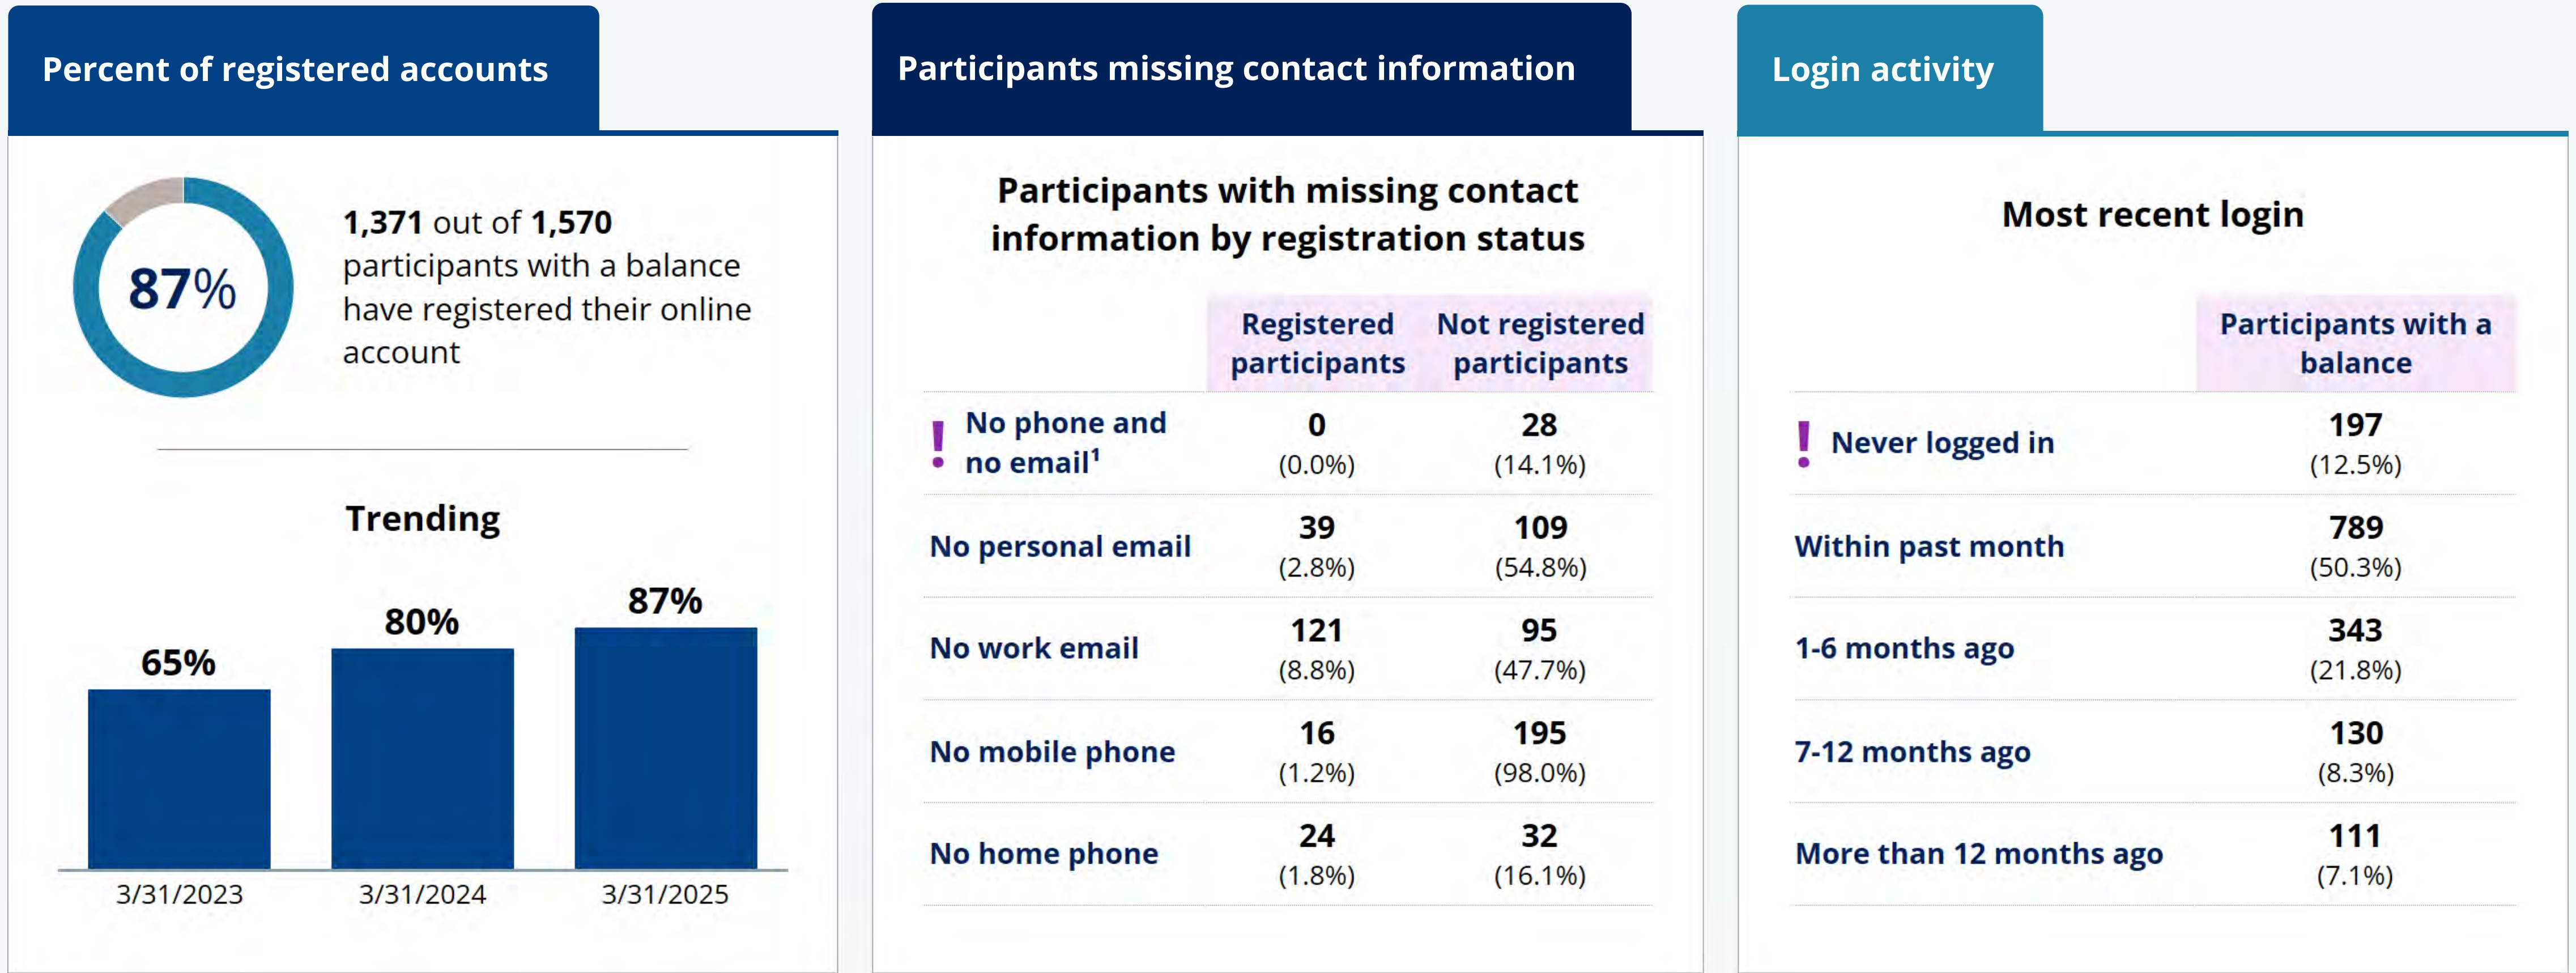 Percent of registered accounts
87%
1,371 out of 1,570
participants with a balance
have registered their online
account
Trending
65%
80%
87%
3/31/2023
3/31/2024
3/31/2025
Participants missing contact information
Participants with missing contact
information by registration status
Registered participants
Not registered participants
! No phone and
no email¹
0
(0.0%)
28
(14.1%)
No personal email
39
(2.8%)
109
(54.8%)
No work email
121
(8.8%)
95
(47.7%)
No mobile phone
16
(1.2%)
195
(98.0%)
No home phone
24
(1.8%)
32
(16.1%)
Login activity
Most recent login
Participants with a
balance
! Never logged in
197
(12.5%)
Within past month
789
(50.3%)
1-6 months ago
343
(21.8%)
7-12 months ago
130
(8.3%)
More than 12 months ago
111
(7.1%)